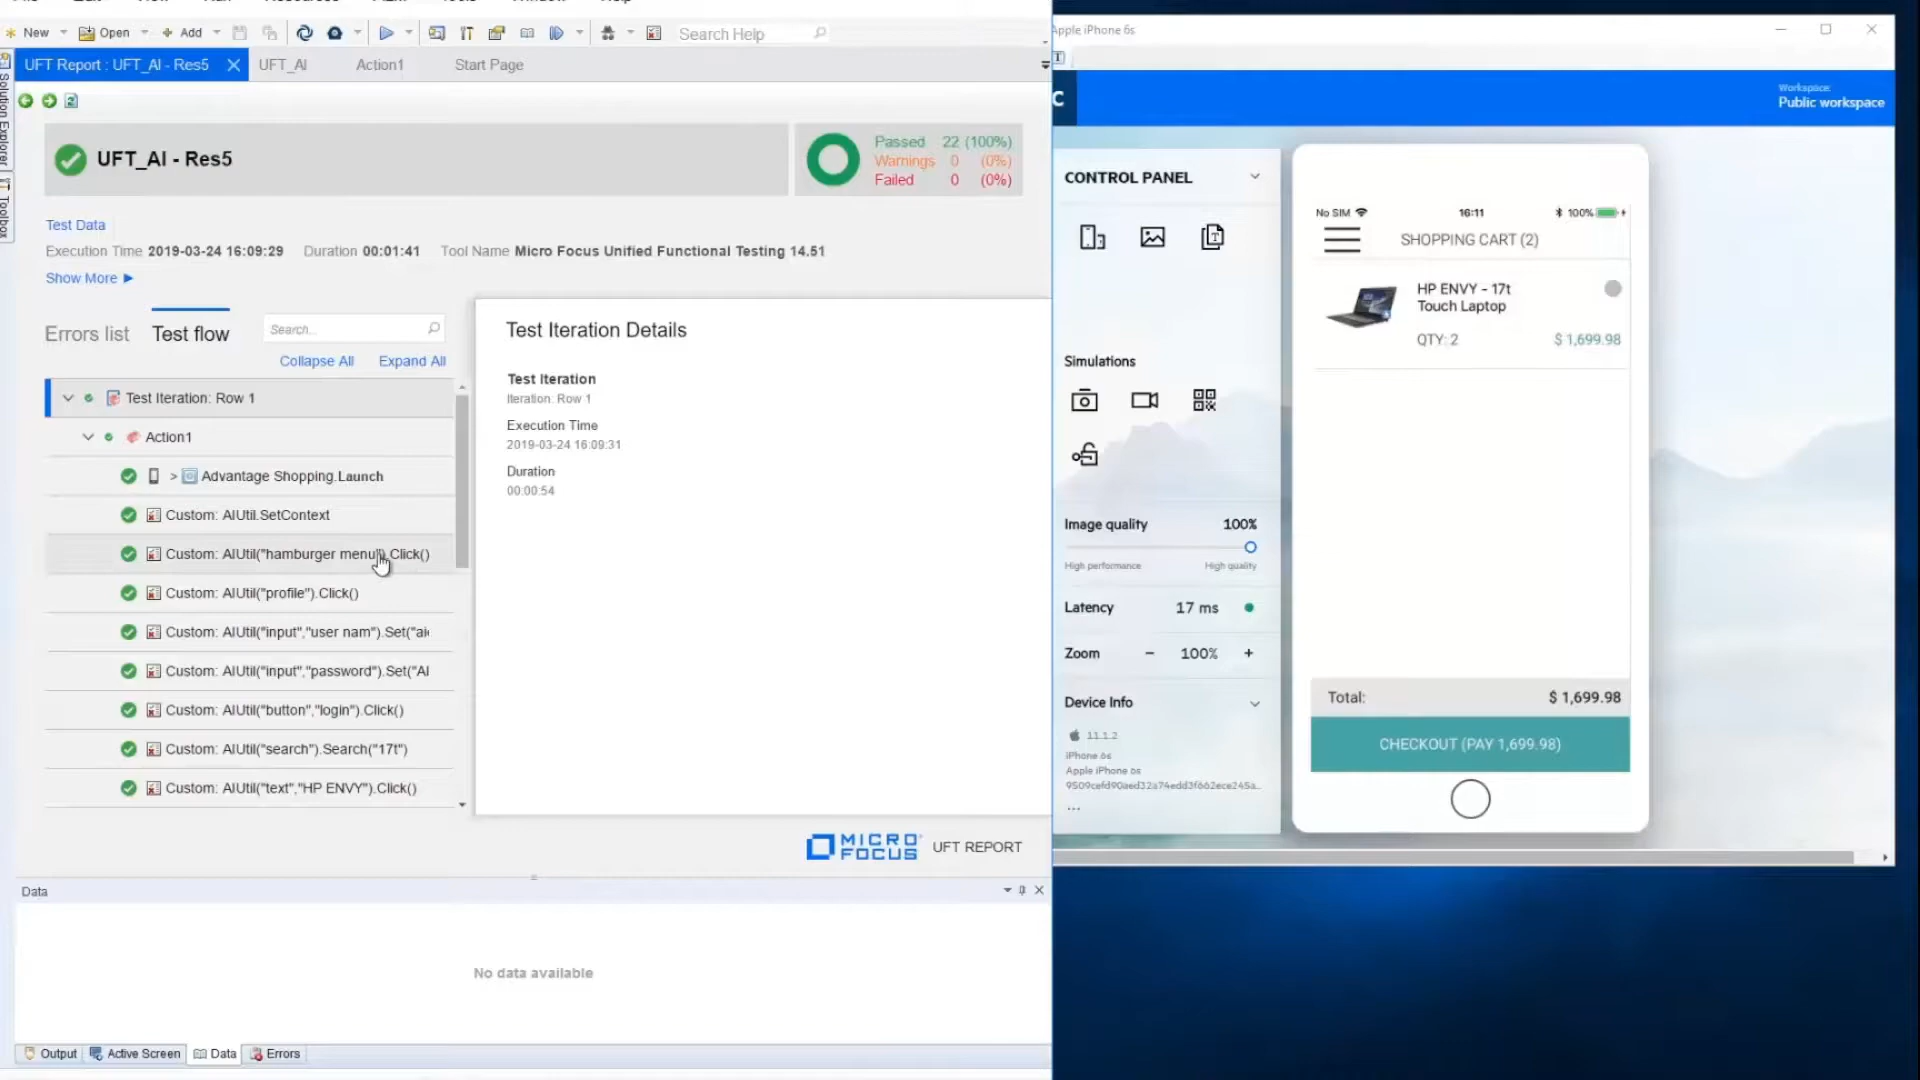 New Open Add Search Help
UFT Report : UFT_AI - Res5 UFT_AI Action1 Start Page
Solution Explorer
Toolbox
UFT_AI - Res5
Passed 22 (100%)
Warnings 0 (0%)
Failed 0 (0%)
Test Data
Execution Time 2019-03-24 16:09:29 Duration 00:01:41 Tool Name Micro Focus Unified Functional Testing 14.51
Show More
Errors list Test flow Search...
Collapse All Expand All
Test Iteration: Row 1
Action1
> Advantage Shopping.Launch
Custom: AIUtil.SetContext
Custom: AIUtil("hamburger menu").Click()
Custom: AIUtil("profile").Click()
Custom: AIUtil("input","user nam").Set("ai
Custom: AIUtil("input","password").Set("AI
Custom: AIUtil("button","login").Click()
Custom: AIUtil("search").Search("17t")
Custom: AIUtil("text","HP ENVY").Click()
Test Iteration Details
Test Iteration
Iteration: Row 1
Execution Time
2019-03-24 16:09:31
Duration
00:00:54
MICRO FOCUS UFT REPORT
Data
No data available
Output Active Screen Data Errors
Apple iPhone 6s
Workspace:
Public workspace
CONTROL PANEL
Simulations
Image quality 100%
High performance High quality
Latency 17 ms
Zoom − 100% +
Device Info
11.1.2
iPhone 6s
Apple iPhone 6s
...
No SIM 16:11 100%
SHOPPING CART (2)
HP ENVY - 17t
Touch Laptop
QTY: 2 $ 1,699.98
Total: $ 1,699.98
CHECKOUT (PAY 1,699.98)